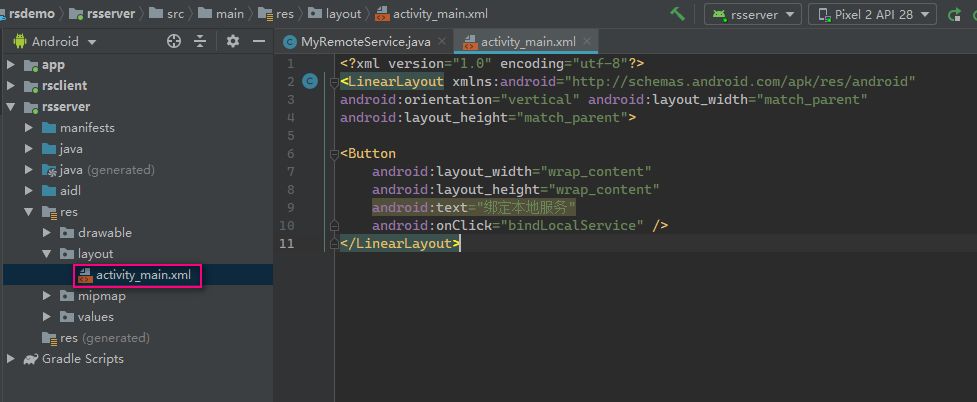 rsdemo rsserver src main res layout activity_main.xml rsserver Pixel 2 API 28
Android MyRemoteService.java activity_main.xml
app
rsclient
rsserver
manifests
java
java (generated)
aidl
res
drawable
layout
activity_main.xml
mipmap
values
res (generated)
Gradle Scripts
1 <?xml version="1.0" encoding="utf-8"?>
2 <LinearLayout xmlns:android="http://schemas.android.com/apk/res/android"
3 android:orientation="vertical" android:layout_width="match_parent"
4 android:layout_height="match_parent">
5
6 <Button
7 android:layout_width="wrap_content"
8 android:layout_height="wrap_content"
9 android:text="绑定本地服务"
10 android:onClick="bindLocalService" />
11 </LinearLayout>